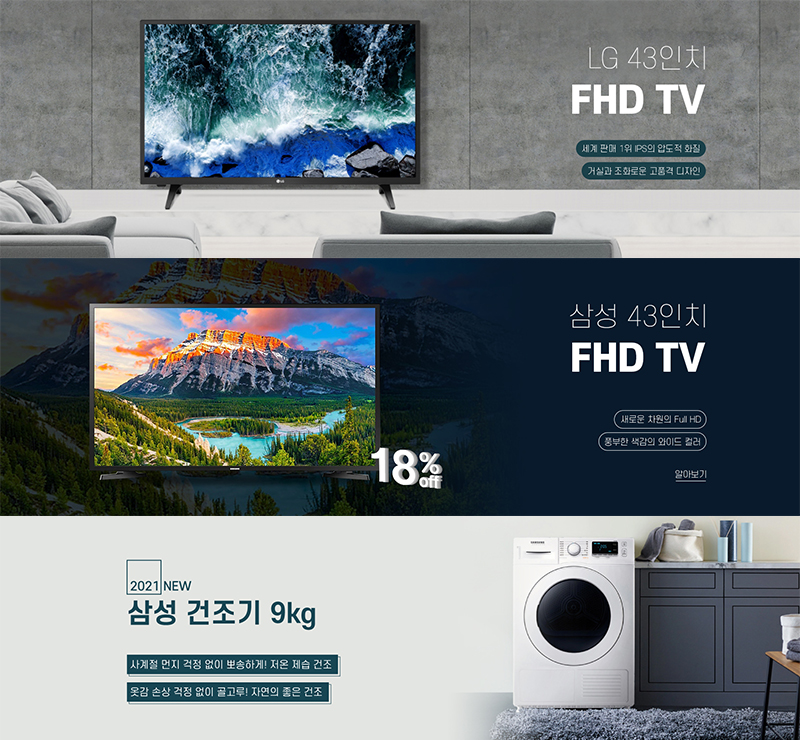 LG 43인치
FHD TV
세계 판매 1위 IPS의 압도적 화질
거실과 조화로운 고품격 디자인
LG
삼성 43인치
FHD TV
새로운 차원의 Full HD
풍부한 색감의 와이드 컬러
알아보기
18% off
SAMSUNG
2021 NEW
삼성 건조기 9kg
사계절 먼지 걱정 없이 뽀송하게! 저온 제습 건조
옷감 손상 걱정 없이 골고루! 자연의 좋은 건조
SAMSUNG